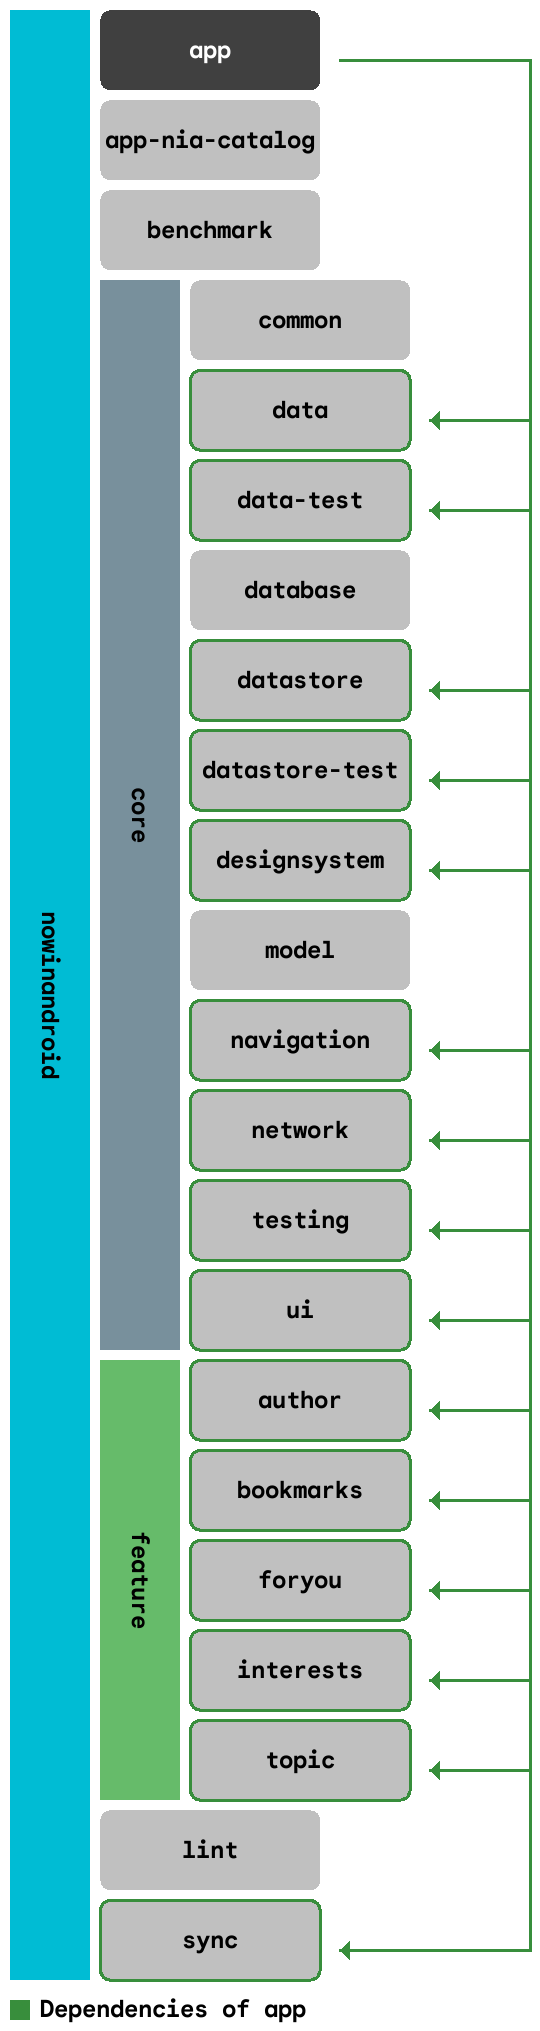 app
app-nia-catalog
benchmark
common
data
data-test
database
datastore
datastore-test
core
designsystem
nowinandroid
model
navigation
network
testing
ui
author
bookmarks
feature
foryou
interests
topic
lint
sync
Dependencies of app